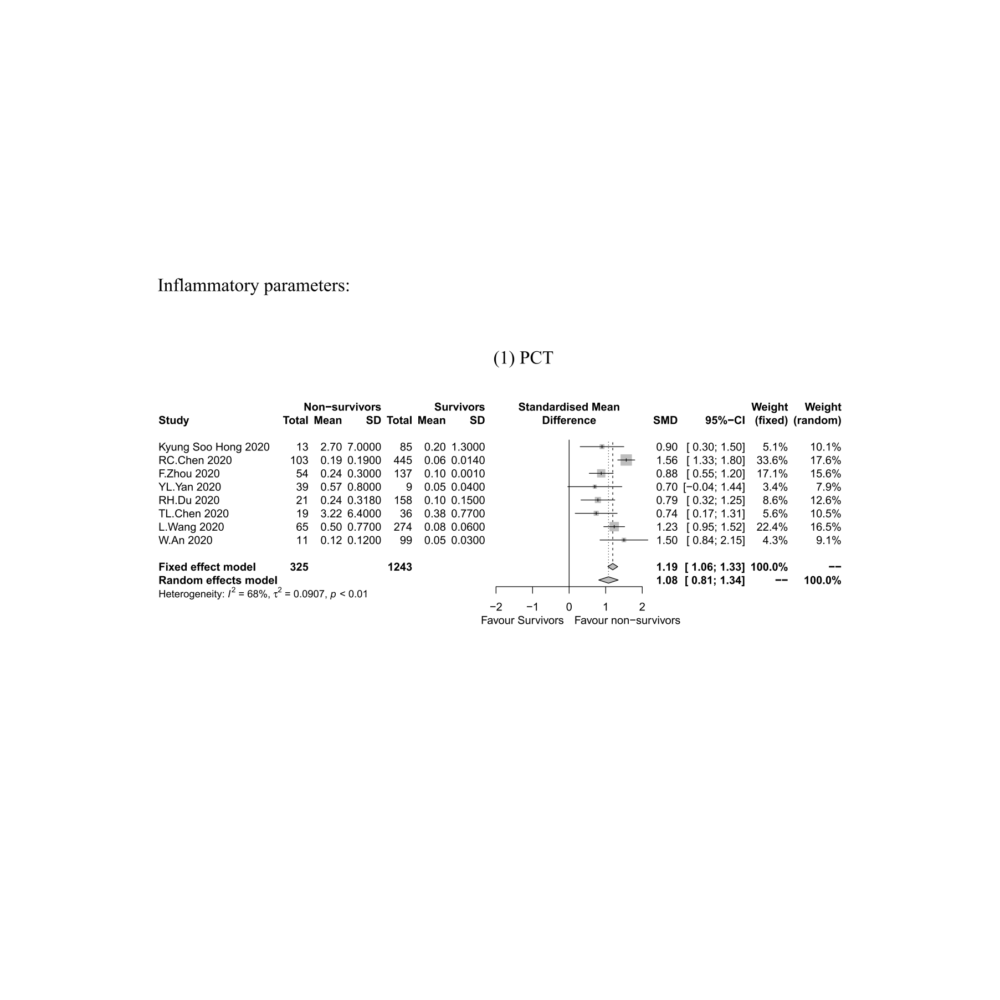 Inflammatory parameters:
(1) PCT
Non−survivors Survivors Standardised Mean Weight Weight
Study Total Mean SD Total Mean SD Difference SMD 95%−CI (fixed) (random)
Kyung Soo Hong 2020 13 2.70 7.0000 85 0.20 1.3000 0.90 [ 0.30; 1.50] 5.1% 10.1%
RC.Chen 2020 103 0.19 0.1900 445 0.06 0.0140 1.56 [ 1.33; 1.80] 33.6% 17.6%
F.Zhou 2020 54 0.24 0.3000 137 0.10 0.0010 0.88 [ 0.55; 1.20] 17.1% 15.6%
YL.Yan 2020 39 0.57 0.8000 9 0.05 0.0400 0.70 [−0.04; 1.44] 3.4% 7.9%
RH.Du 2020 21 0.24 0.3180 158 0.10 0.1500 0.79 [ 0.32; 1.25] 8.6% 12.6%
TL.Chen 2020 19 3.22 6.4000 36 0.38 0.7700 0.74 [ 0.17; 1.31] 5.6% 10.5%
L.Wang 2020 65 0.50 0.7700 274 0.08 0.0600 1.23 [ 0.95; 1.52] 22.4% 16.5%
W.An 2020 11 0.12 0.1200 99 0.05 0.0300 1.50 [ 0.84; 2.15] 4.3% 9.1%
Fixed effect model 325 1243 1.19 [ 1.06; 1.33] 100.0% −−
Random effects model 1.08 [ 0.81; 1.34] −− 100.0%
Heterogeneity: I² = 68%, τ² = 0.0907, p < 0.01
−2 −1 0 1 2
Favour Survivors Favour non−survivors